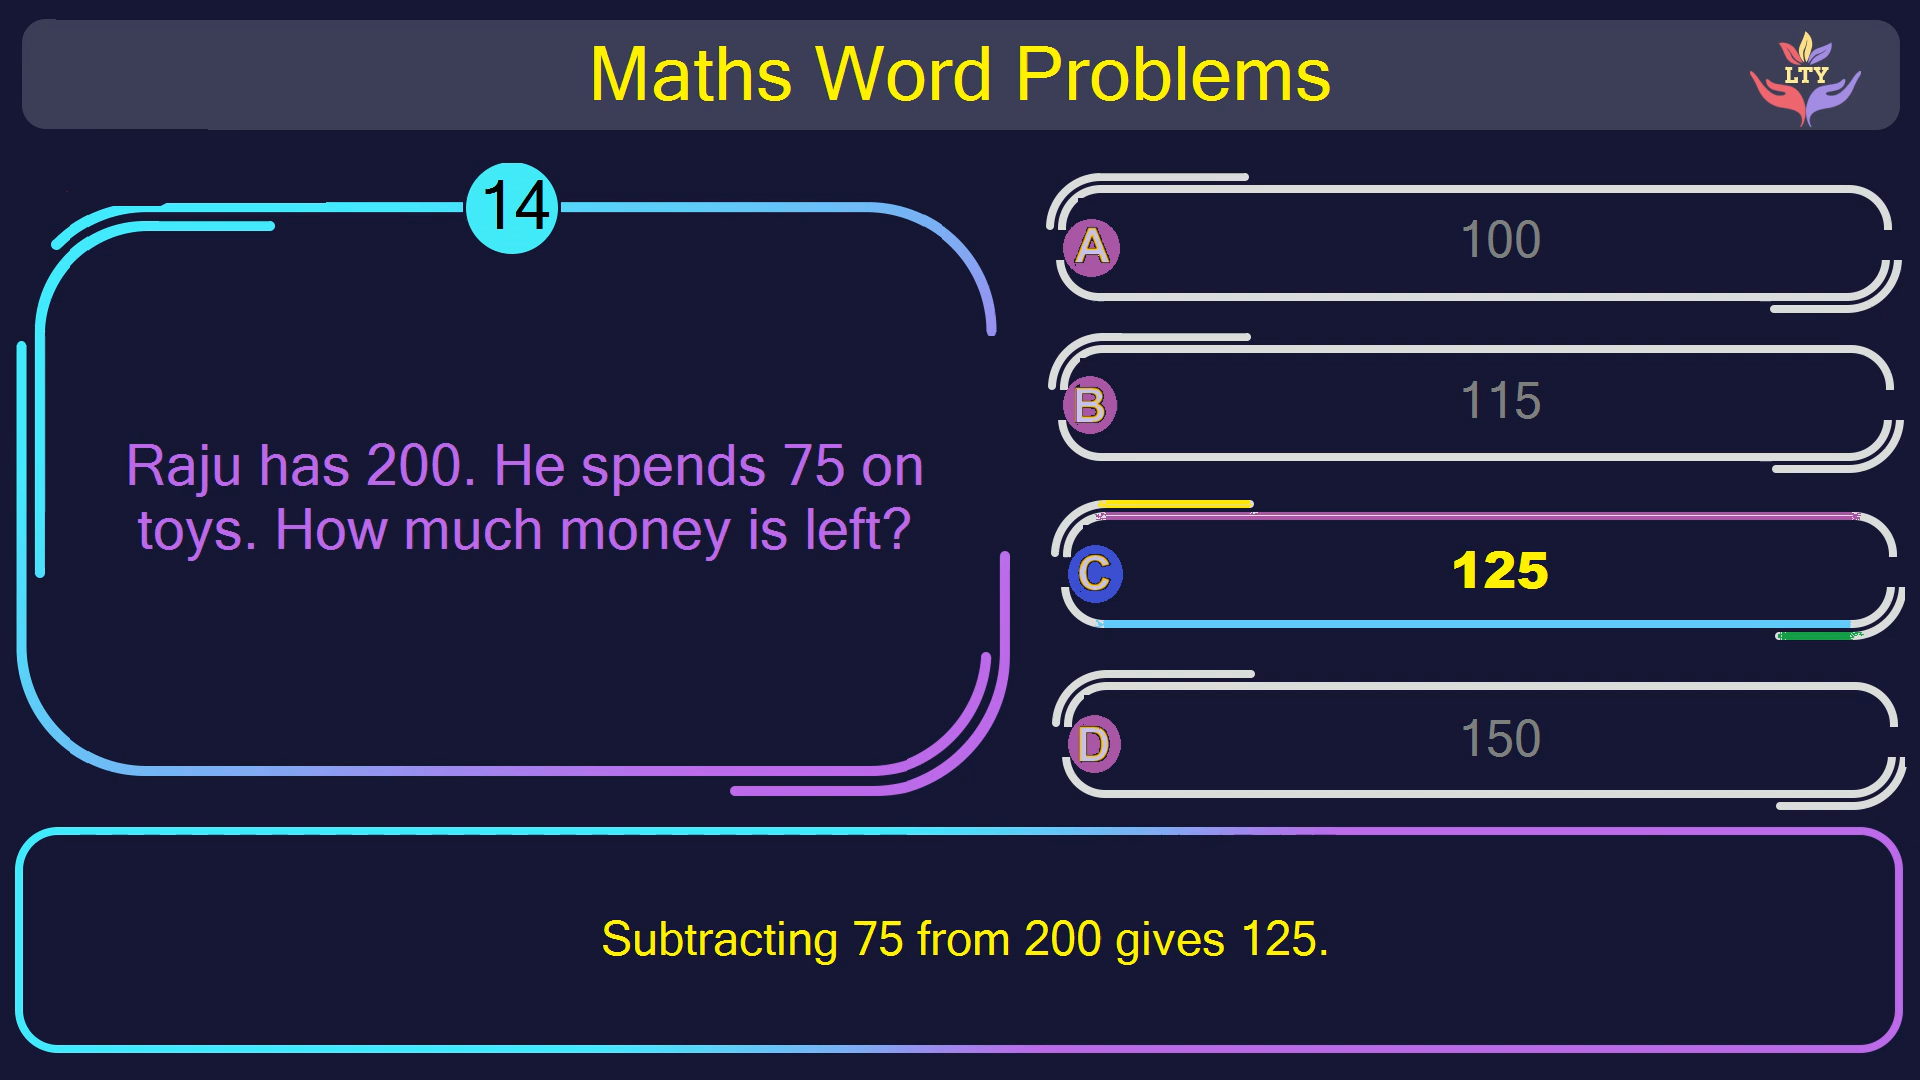 Maths Word Problems
LTY
14
Raju has 200. He spends 75 on
toys. How much money is left?
A
100
B
115
C
125
D
150
Subtracting 75 from 200 gives 125.